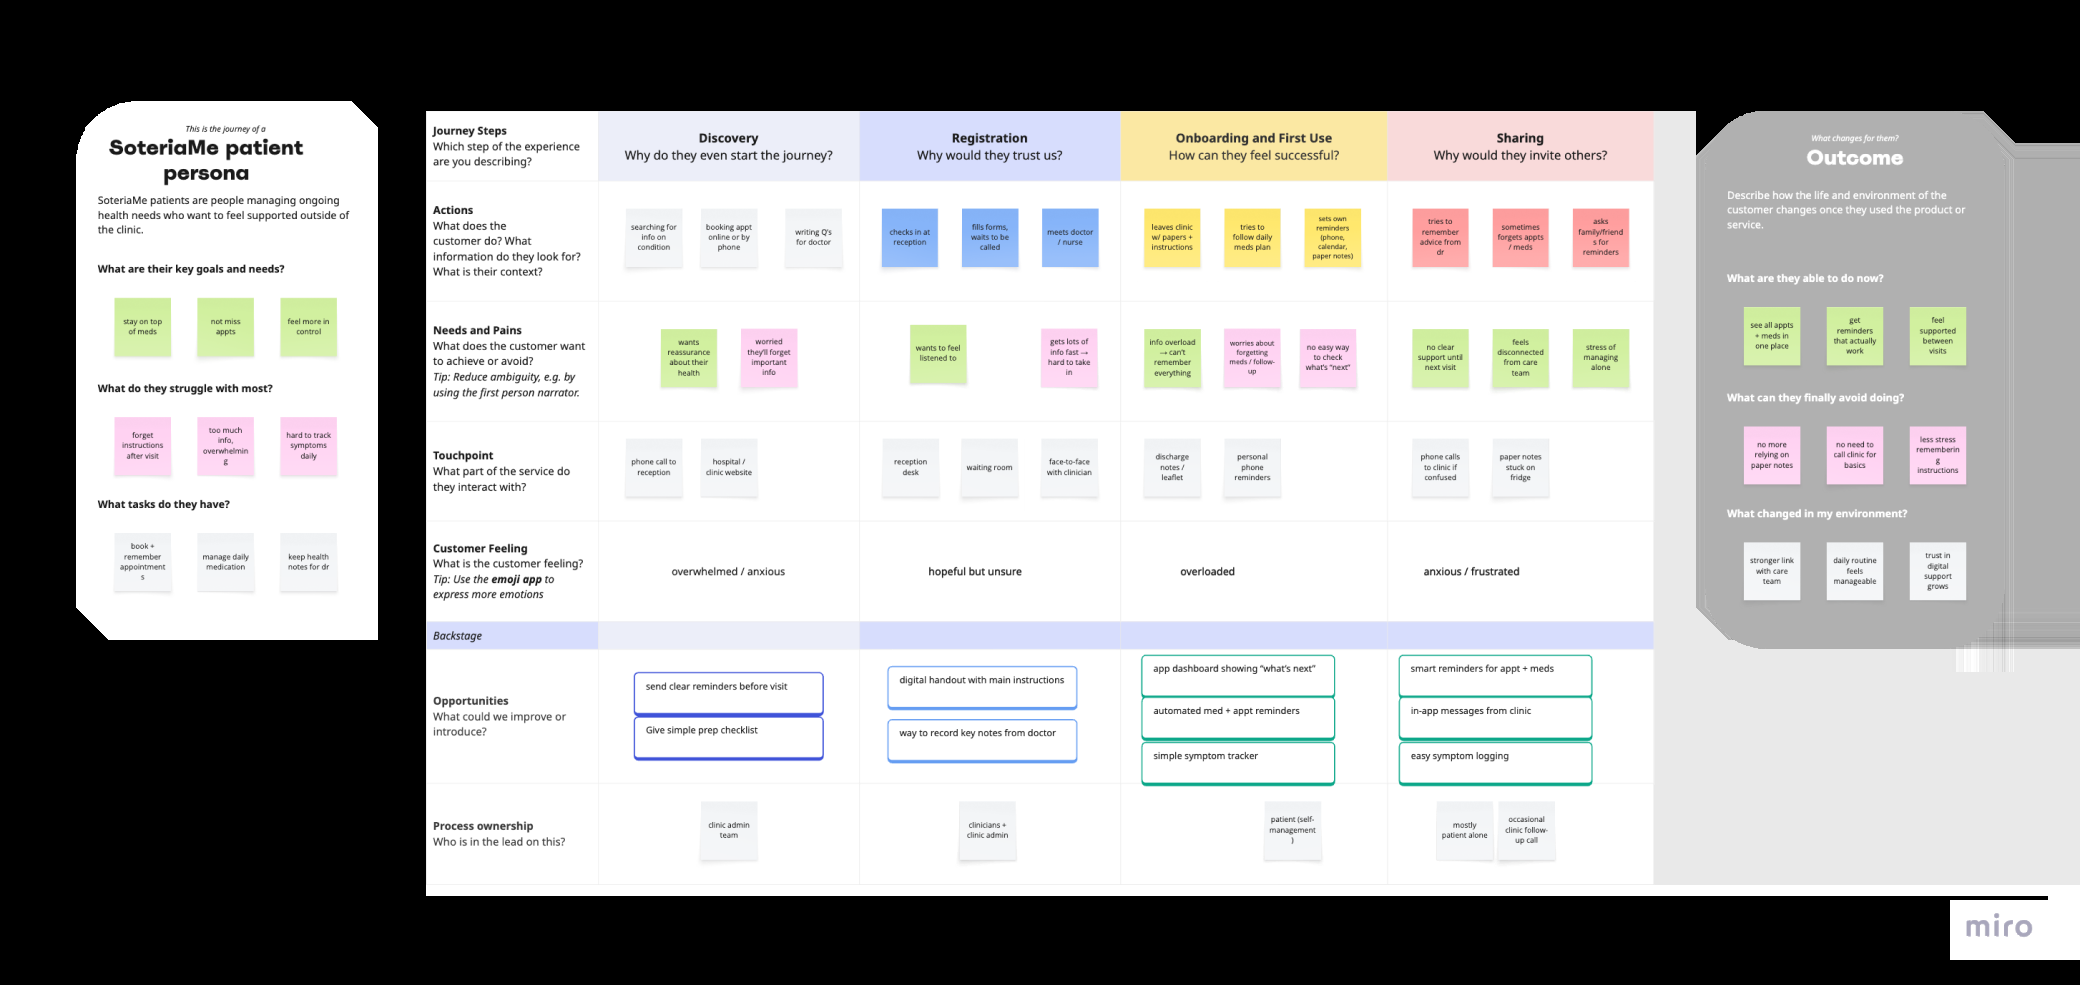 This is the journey of a
SoteriaMe patient
persona
SoteriaMe patients are people managing ongoing
health needs who want to feel supported outside of
the clinic.
What are their key goals and needs?
stay on top
of meds
not miss
appts
feel more in
control
What do they struggle with most?
forget
instructions
after visit
too much
info,
overwhelmin
g
hard to track
symptoms
daily
What tasks do they have?
book +
remember
appointment
s
manage daily
medication
keep health
notes for dr
Journey Steps
Which step of the experience
are you describing?
Discovery
Why do they even start the journey?
Registration
Why would they trust us?
Onboarding and First Use
How can they feel successful?
Sharing
Why would they invite others?
Actions
What does the
customer do? What
information do they look for?
What is their context?
searching for
info on
condition
booking appt
online or by
phone
writing Q's
for doctor
checks in at
reception
fills forms,
waits to be
called
meets doctor
/ nurse
leaves clinic
w/ papers +
instructions
tries to
follow daily
meds plan
sets own
reminders
(phone,
calendar,
paper notes)
tries to
remember
advice from
dr
sometimes
forgets appts
/ meds
asks
family/friend
s for
reminders
Needs and Pains
What does the customer want
to achieve or avoid?
Tip: Reduce ambiguity, e.g. by
using the first person narrator.
wants
reassurance
about their
health
worried
they'll forget
important
info
wants to feel
listened to
gets lots of
info fast →
hard to take
in
info overload
→ can't
remember
everything
worries about
forgetting
meds / follow-
up
no easy way
to check
what's "next"
no clear
support until
next visit
feels
disconnected
from care
team
stress of
managing
alone
Touchpoint
What part of the service do
they interact with?
phone call to
reception
hospital /
clinic website
reception
desk
waiting room
face-to-face
with clinician
discharge
notes /
leaflet
personal
phone
reminders
phone calls
to clinic if
confused
paper notes
stuck on
fridge
Customer Feeling
What is the customer feeling?
Tip: Use the emoji app to
express more emotions
overwhelmed / anxious
hopeful but unsure
overloaded
anxious / frustrated
Backstage
Opportunities
What could we improve or
introduce?
send clear reminders before visit
Give simple prep checklist
digital handout with main instructions
way to record key notes from doctor
app dashboard showing “what's next”
automated med + appt reminders
simple symptom tracker
smart reminders for appt + meds
in-app messages from clinic
easy symptom logging
Process ownership
Who is in the lead on this?
clinic admin
team
clinicians +
clinic admin
patient (self-
management
)
mostly
patient alone
occasional
clinic follow-
up call
What changes for them?
Outcome
Describe how the life and environment of the
customer changes once they used the product or
service.
What are they able to do now?
see all appts
+ meds in
one place
get
reminders
that actually
work
feel
supported
between
visits
What can they finally avoid doing?
no more
relying on
paper notes
no need to
call clinic for
basics
less stress
rememberin
g
instructions
What changed in my environment?
stronger link
with care
team
daily routine
feels
manageable
trust in
digital
support
grows
miro